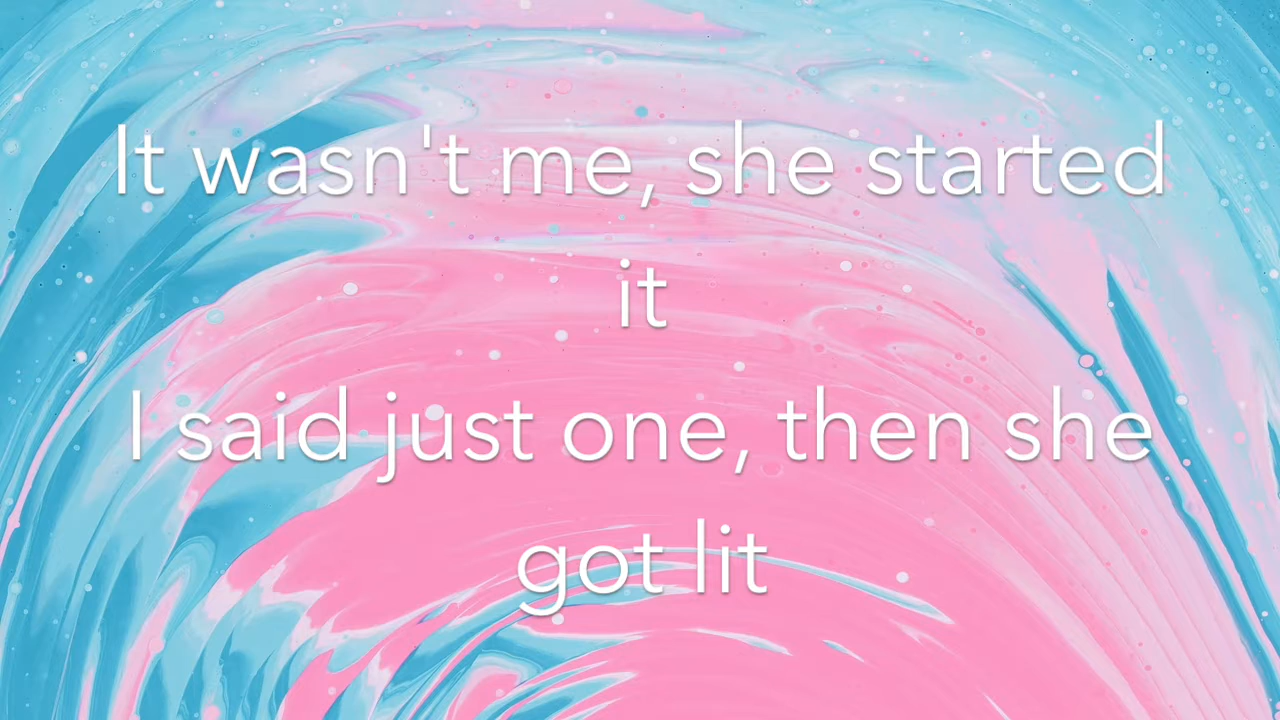 It wasn't me, she started
it
I said just one, then she
got lit